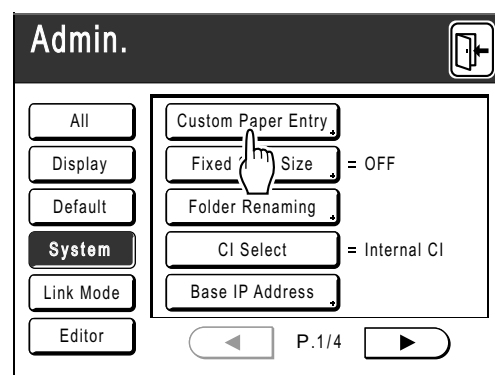 Admin.
All
Display
Default
System
Link Mode
Editor
Custom Paper Entry
Fixed Size = OFF
Folder Renaming
CI Select = Internal CI
Base IP Address
P.1/4